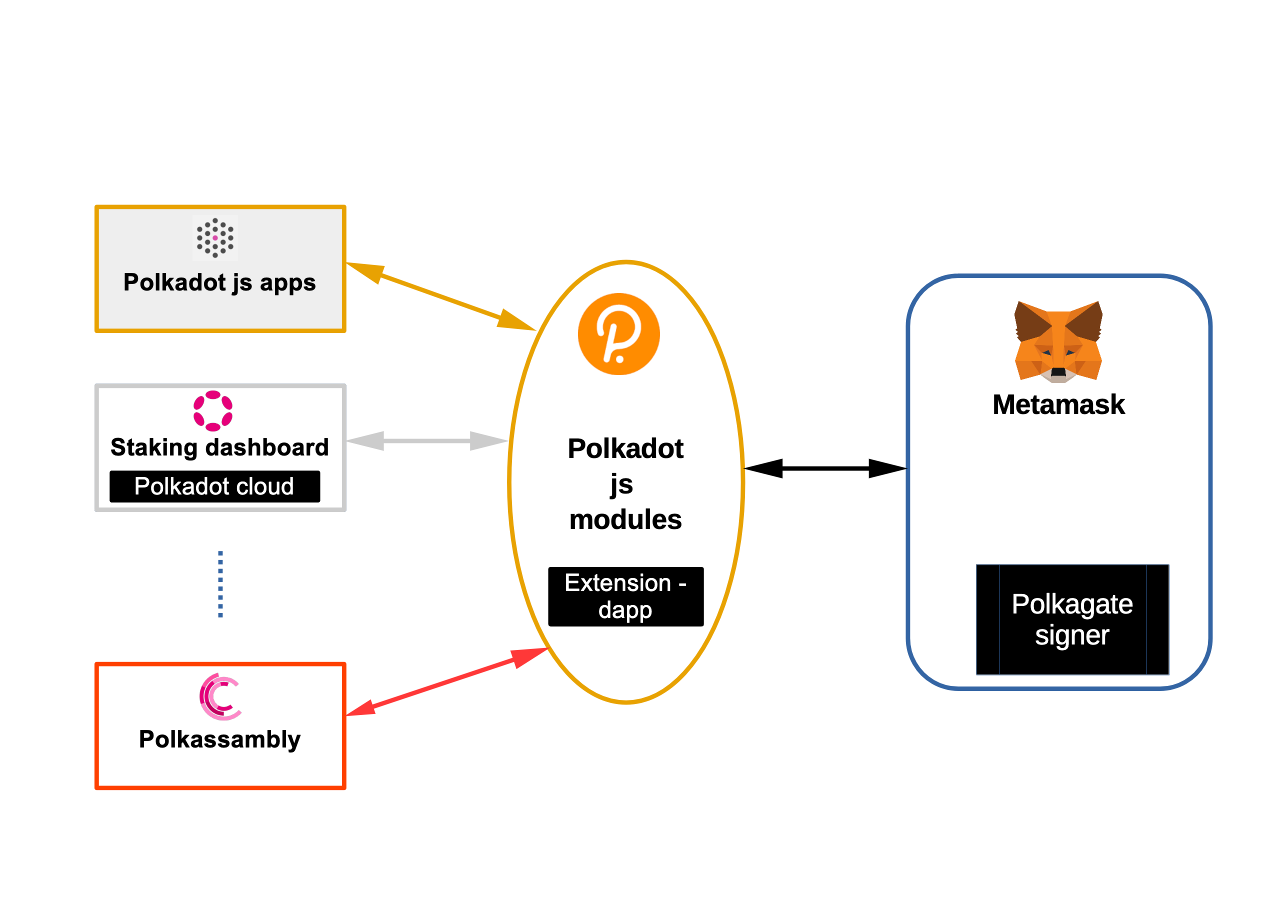 Polkadot js apps
Staking dashboard
Polkadot cloud
Polkassambly
Polkadot
js
modules
Extension -
dapp
Metamask
Polkagate
signer